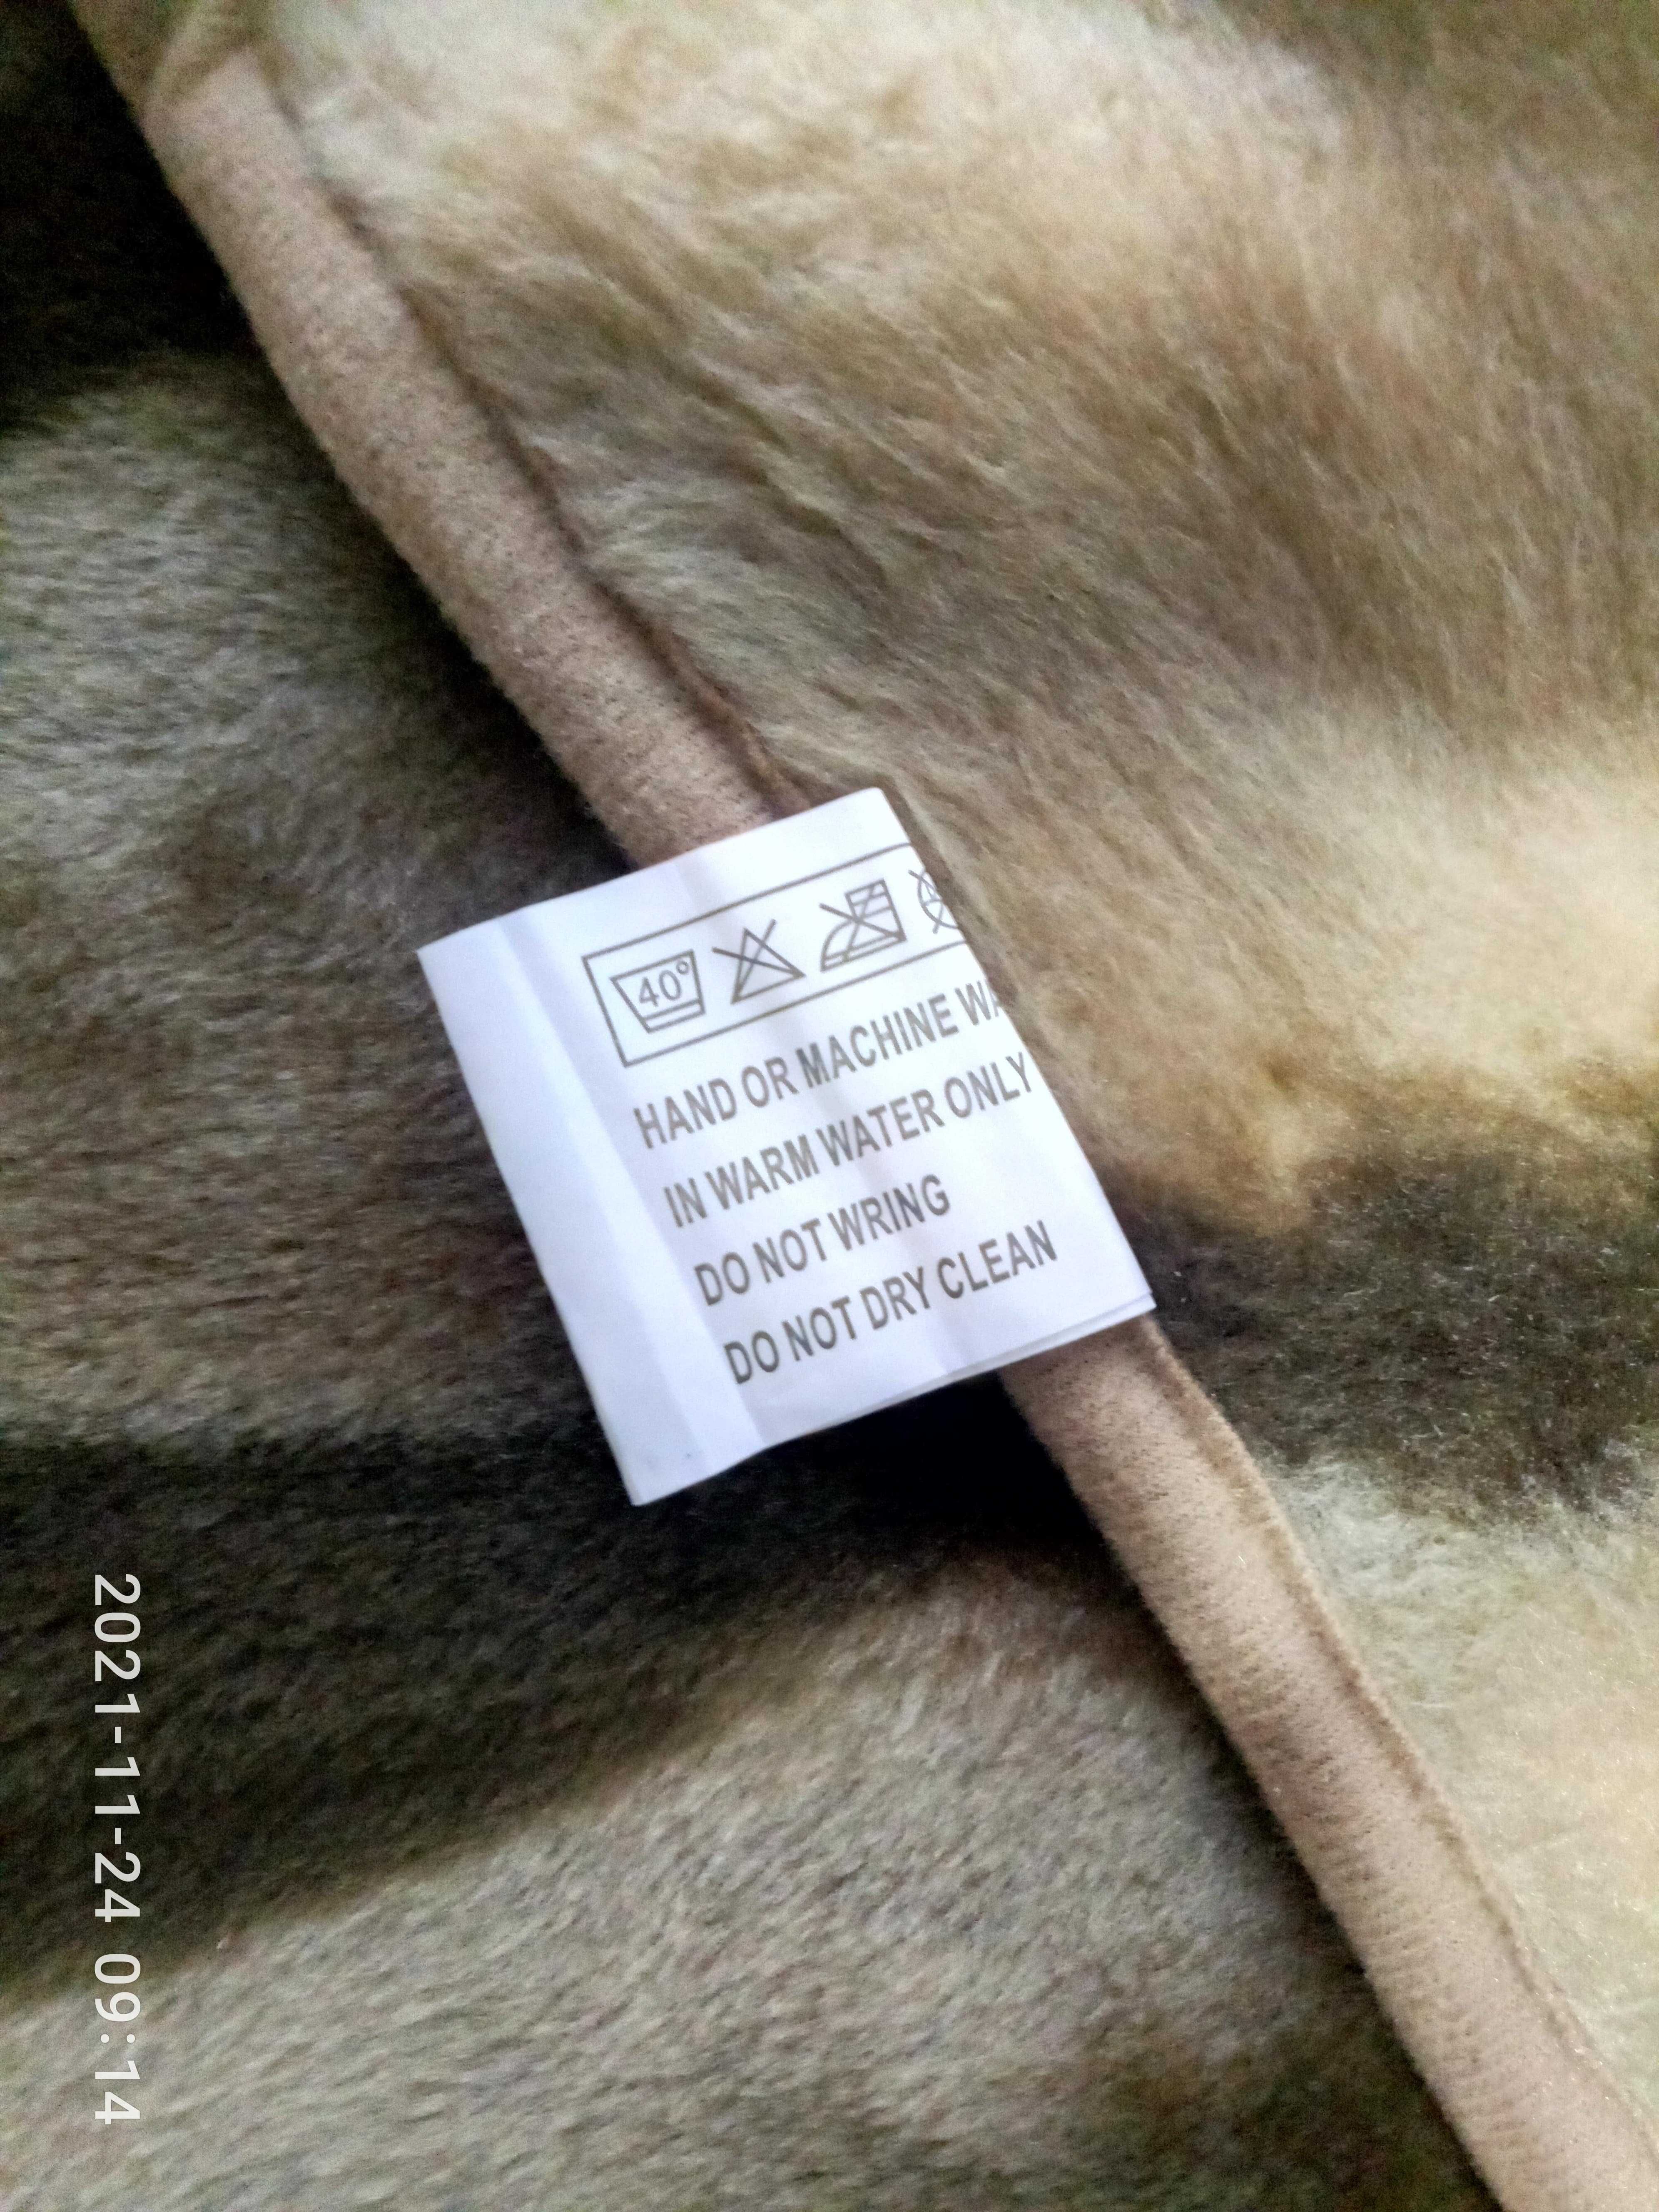 40°
HAND OR MACHINE WA
IN WARM WATER ONLY
DO NOT WRING
DO NOT DRY CLEAN
2021-11-24 09:14